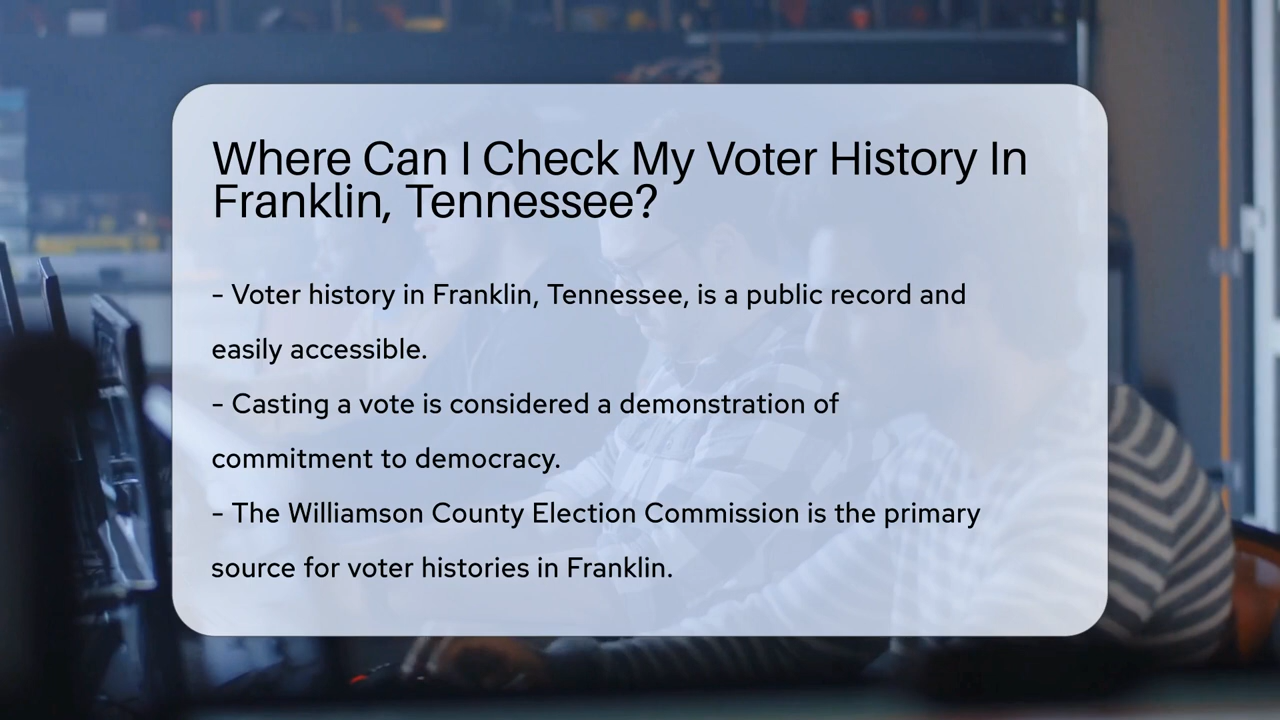 Where Can I Check My Voter History In
Franklin, Tennessee?
– Voter history in Franklin, Tennessee, is a public record and
easily accessible.
– Casting a vote is considered a demonstration of
commitment to democracy.
– The Williamson County Election Commission is the primary
source for voter histories in Franklin.